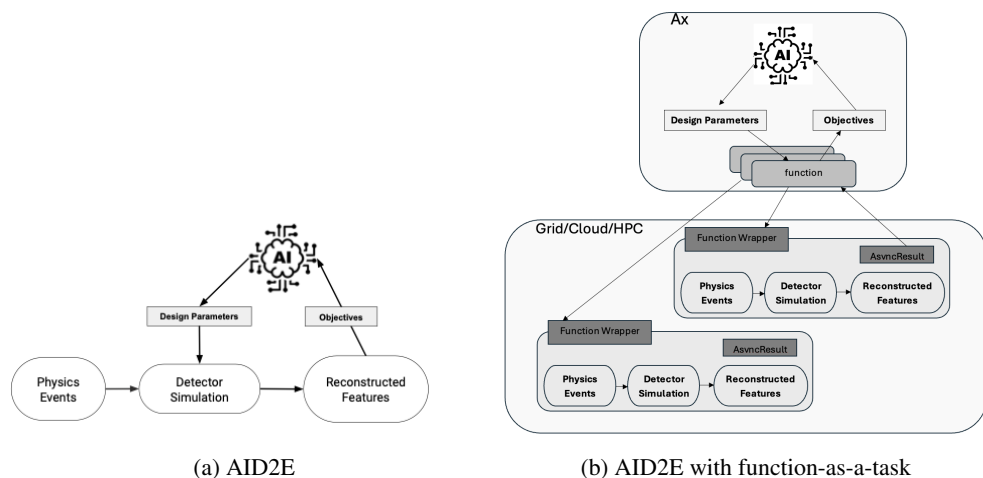 AI
Design Parameters
Objectives
Physics
Events
Detector
Simulation
Reconstructed
Features
(a) AID2E
Ax
AI
Design Parameters
Objectives
function
Grid/Cloud/HPC
Function Wrapper
AsvncResult
Physics
Events
Detector
Simulation
Reconstructed
Features
Function Wrapper
AsvncResult
Physics
Events
Detector
Simulation
Reconstructed
Features
(b) AID2E with function-as-a-task